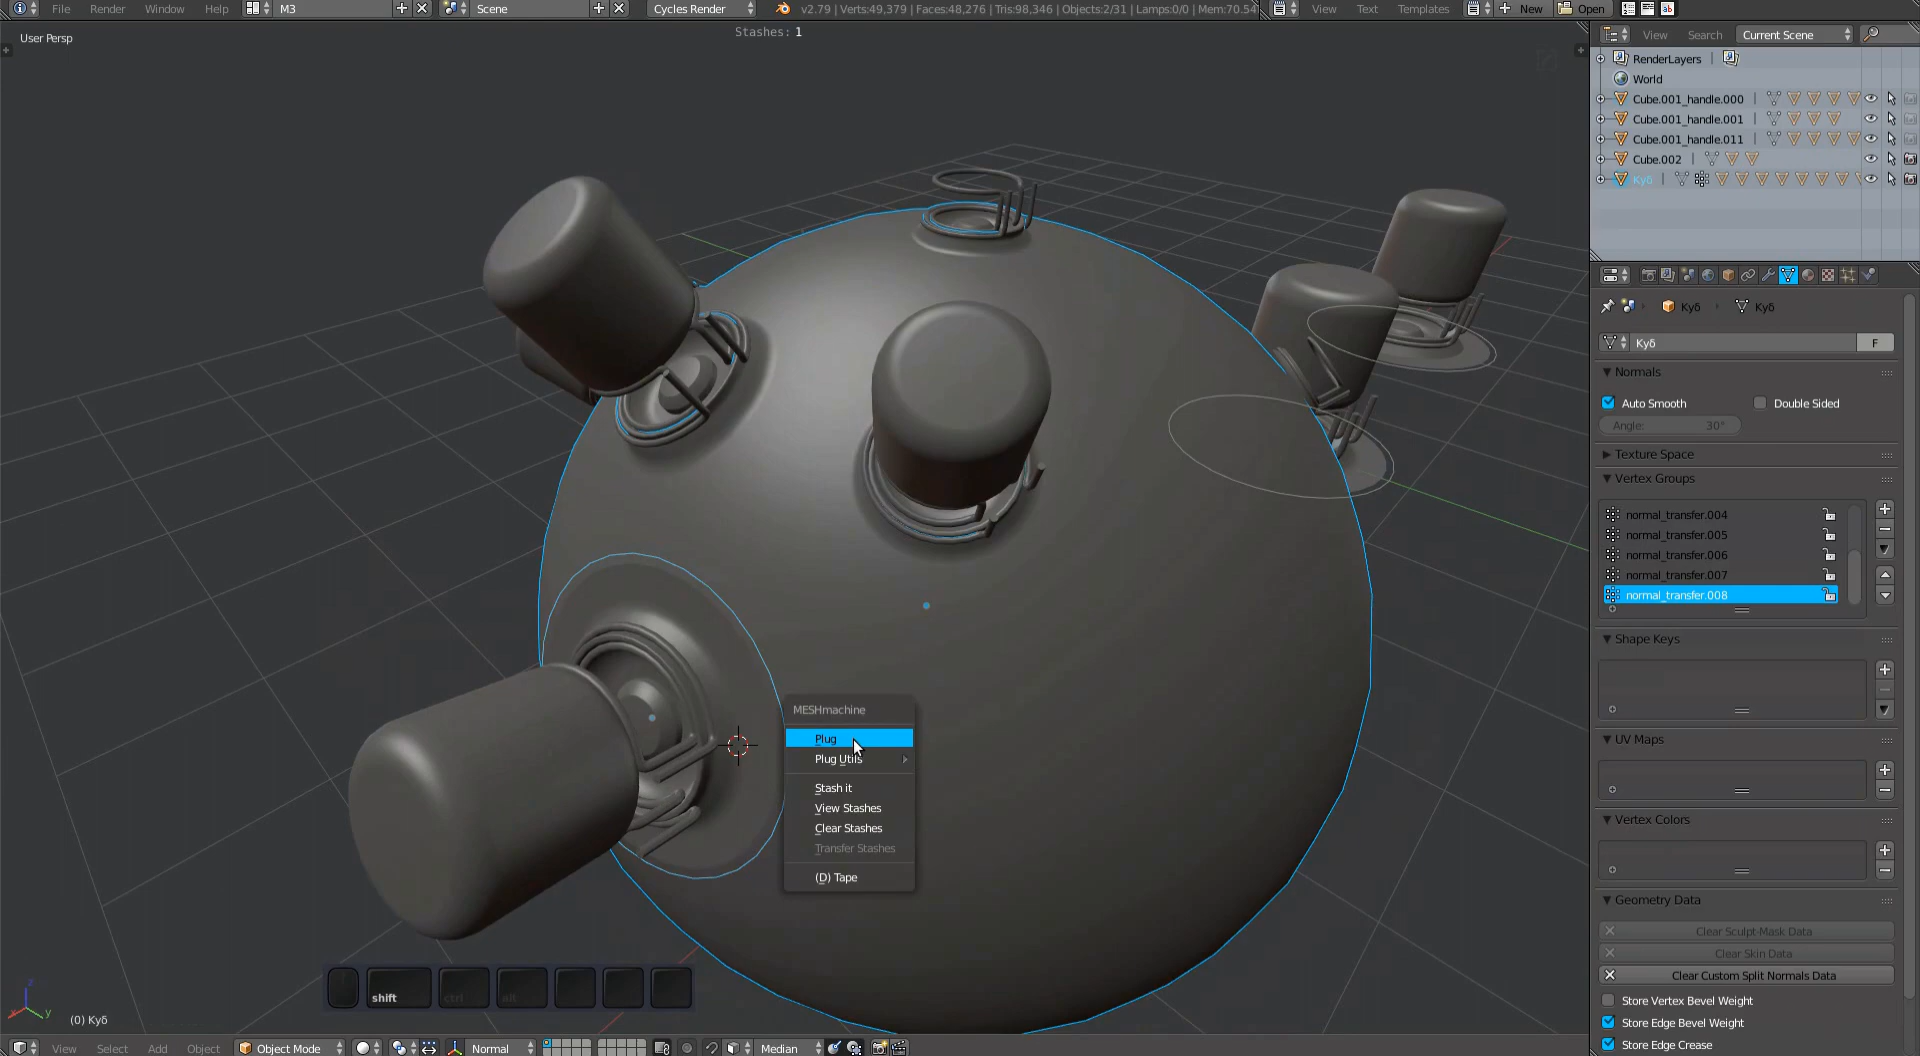 File Render Window Help M3 Scene Cycles Render v2.79 | Verts:49,379 | Faces:48,276 | Tris:98,346 | Objects:2/31 | Lamps:0/0 | Mem:70.54
View Text Templates New Open
User Persp
Stashes: 1
View Search Current Scene
RenderLayers |
World
Cube.001_handle.000 |
Cube.001_handle.001 |
Cube.001_handle.011 |
Cube.002 |
Куб |
Куб Куб
Куб F
Normals
Auto Smooth Double Sided
Angle: 30°
Texture Space
Vertex Groups
normal_transfer.004
normal_transfer.005
normal_transfer.006
normal_transfer.007
normal_transfer.008
Shape Keys
UV Maps
Vertex Colors
Geometry Data
Clear Sculpt-Mask Data
Clear Skin Data
Clear Custom Split Normals Data
Store Vertex Bevel Weight
Store Edge Bevel Weight
Store Edge Crease
MESHmachine
Plug
Plug Utils
Stash it
View Stashes
Clear Stashes
Transfer Stashes
(D) Tape
shift ctrl alt
z
x y
(0) Куб
View Select Add Object Object Mode Normal Median